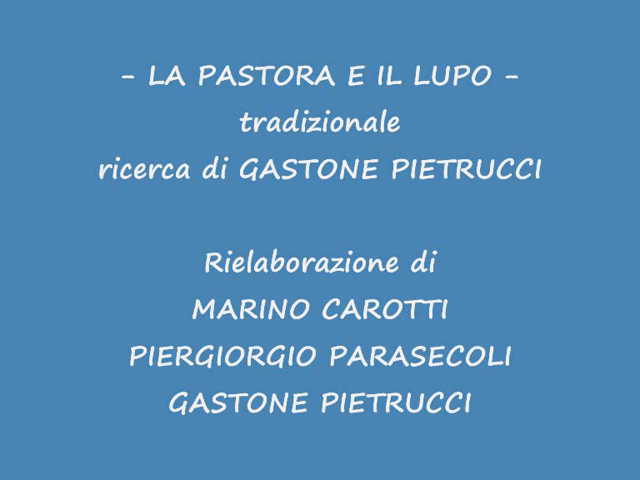 - LA PASTORA E IL LUPO -
tradizionale
ricerca di GASTONE PIETRUCCI
Rielaborazione di
MARINO CAROTTI
PIERGIORGIO PARASECOLI
GASTONE PIETRUCCI